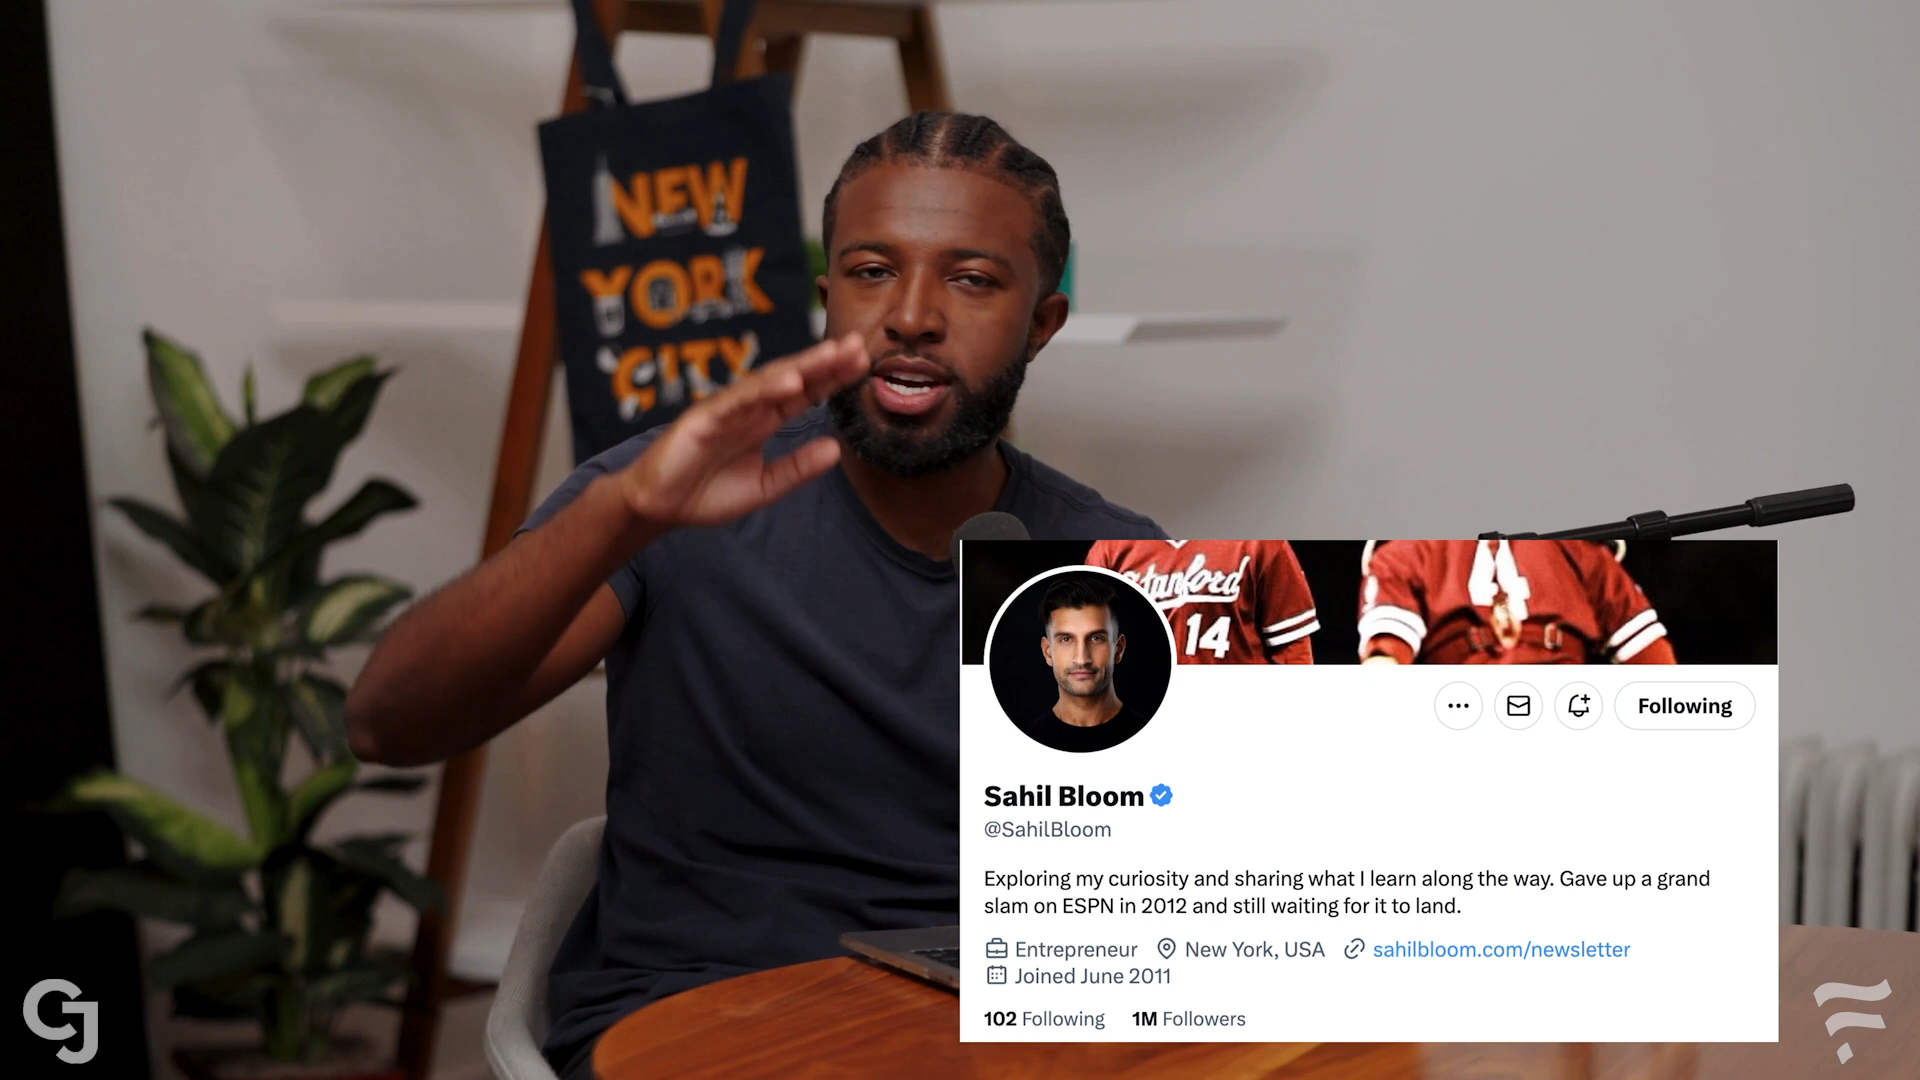 NEW
YORK
CITY
Stanford
14
4
Following
Sahil Bloom
@SahilBloom
Exploring my curiosity and sharing what I learn along the way. Gave up a grand
slam on ESPN in 2012 and still waiting for it to land.
Entrepreneur New York, USA sahilbloom.com/newsletter
Joined June 2011
102 Following 1M Followers
GJ
F